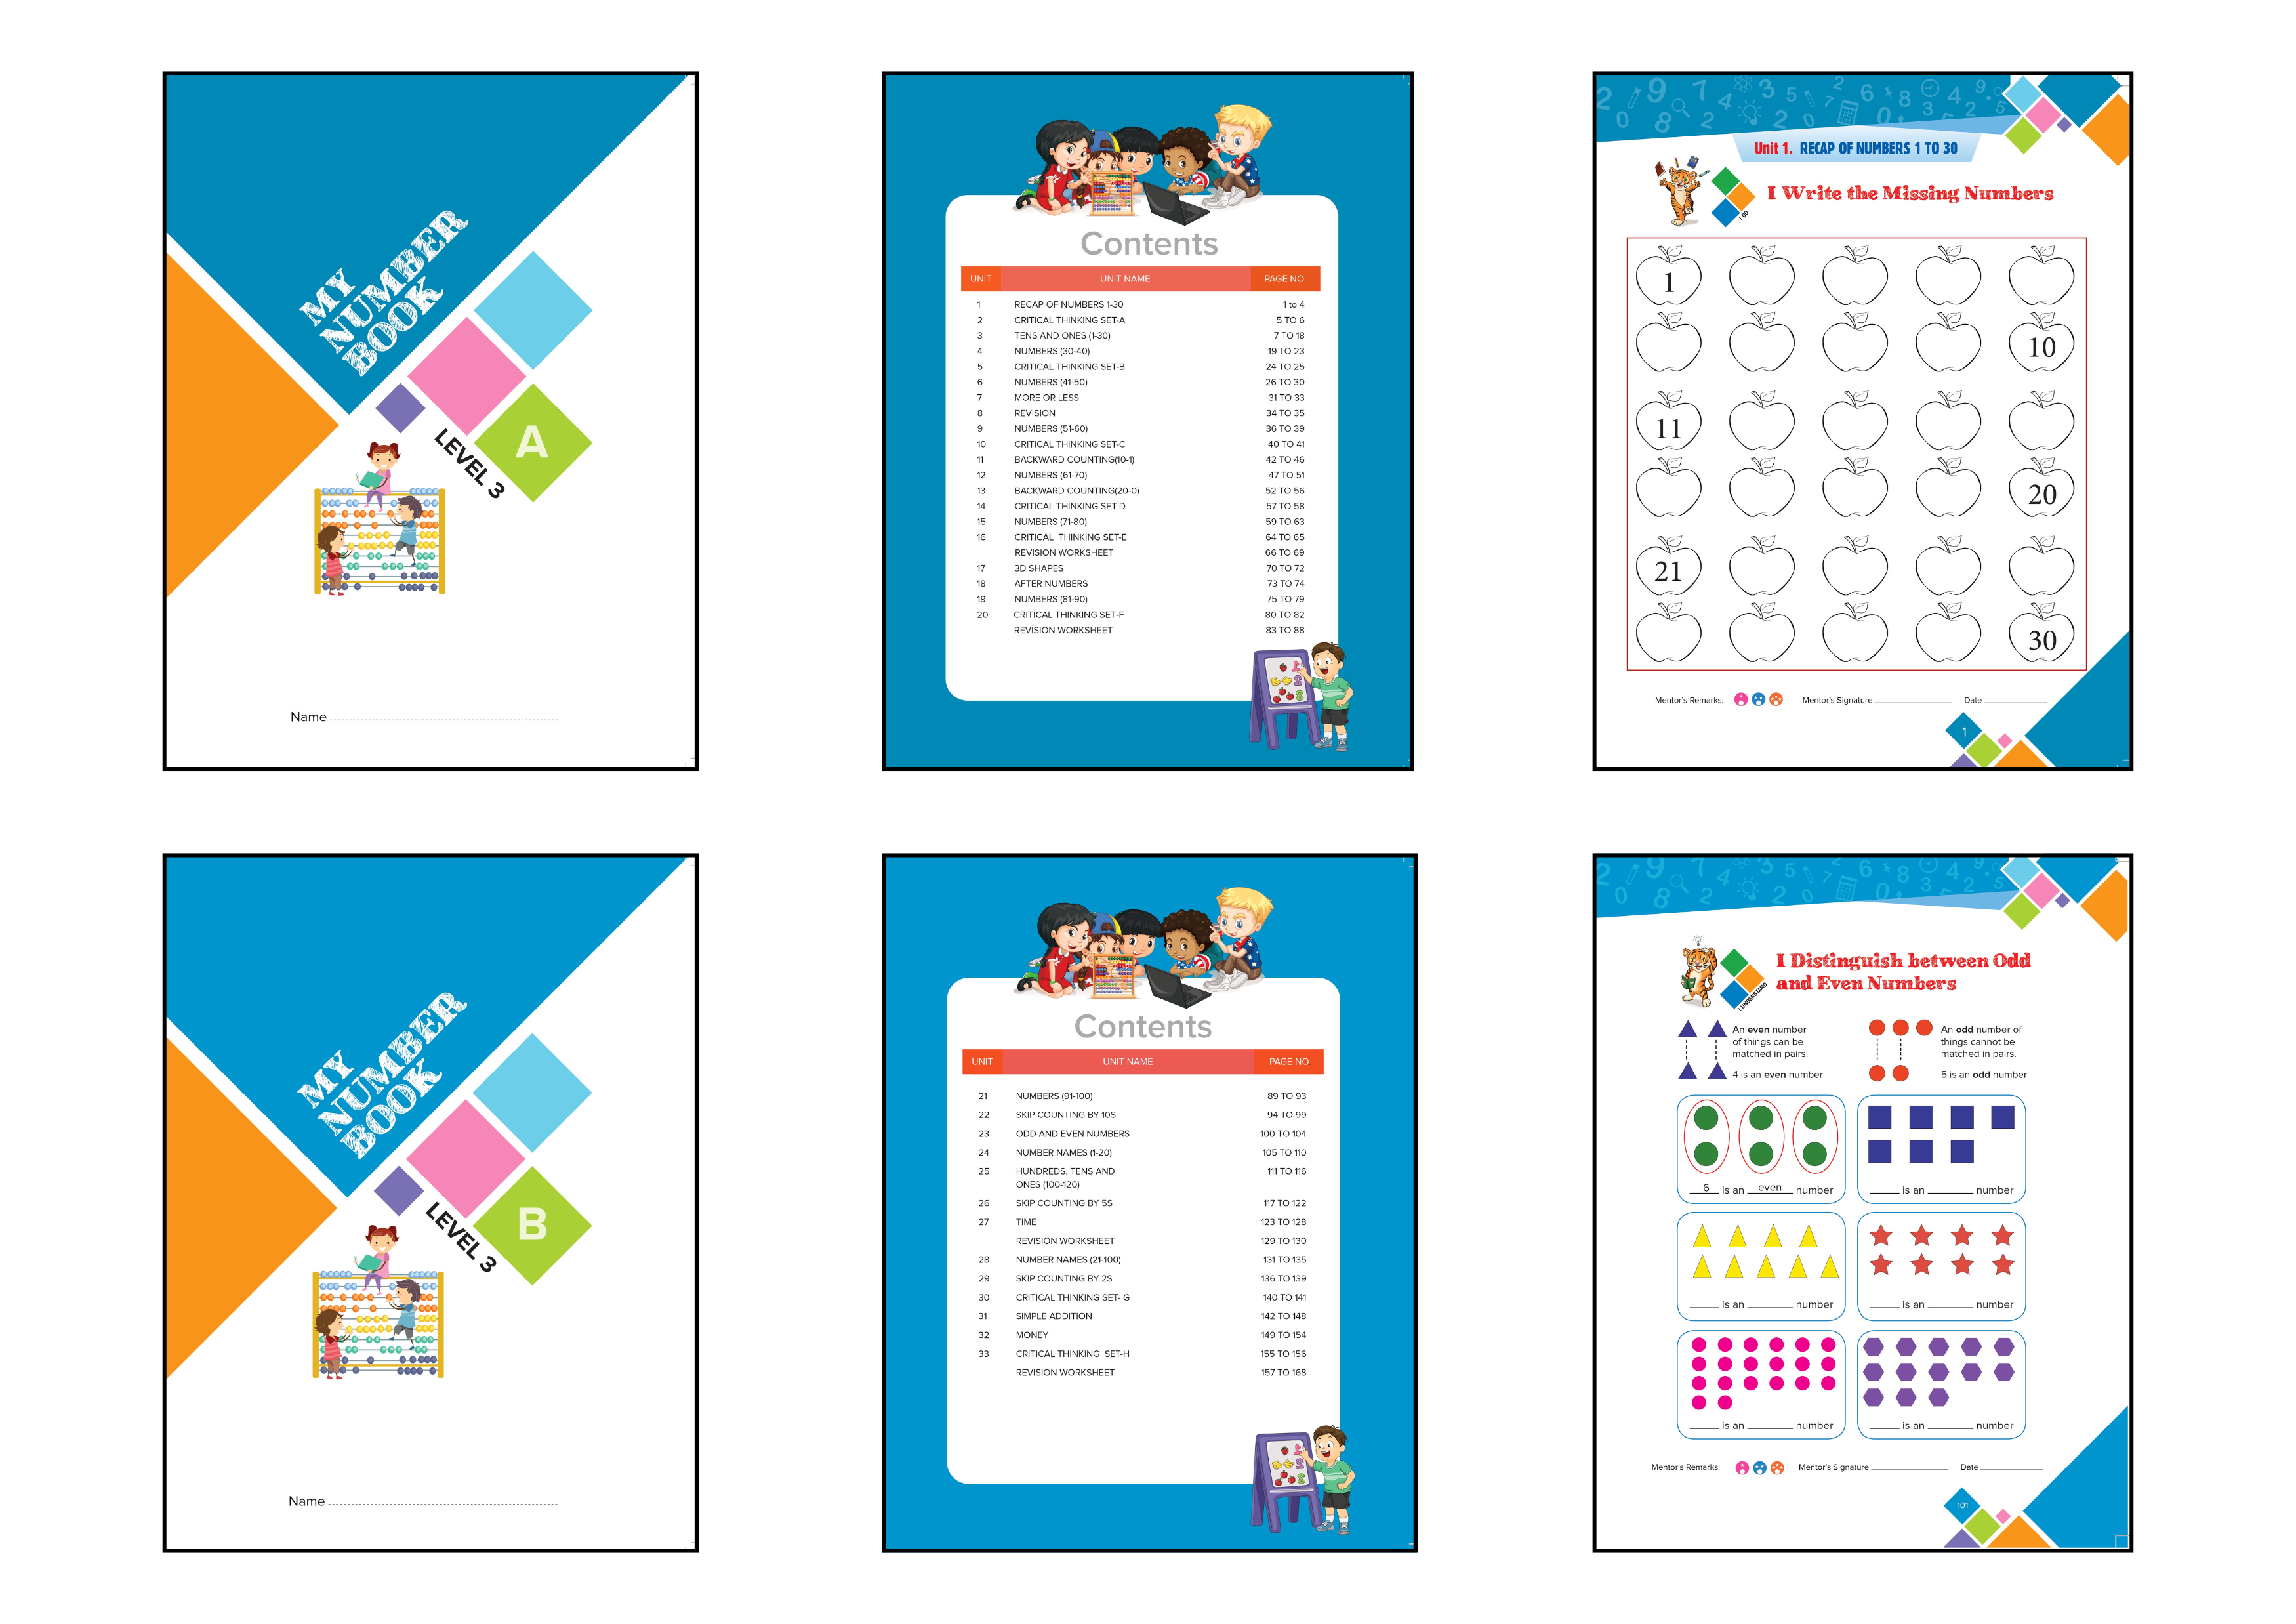 MY
NUMBER
BOOK
LEVEL 3
A
Name
Contents
UNIT UNIT NAME PAGE NO.
1 RECAP OF NUMBERS 1-30 1 to 4
2 CRITICAL THINKING SET-A 5 TO 6
3 TENS AND ONES (1-30) 7 TO 18
4 NUMBERS (30-40) 19 TO 23
5 CRITICAL THINKING SET-B 24 TO 25
6 NUMBERS (41-50) 26 TO 30
7 MORE OR LESS 31 TO 33
8 REVISION 34 TO 35
9 NUMBERS (51-60) 36 TO 39
10 CRITICAL THINKING SET-C 40 TO 41
11 BACKWARD COUNTING(10-1) 42 TO 46
12 NUMBERS (61-70) 47 TO 51
13 BACKWARD COUNTING(20-0) 52 TO 56
14 CRITICAL THINKING SET-D 57 TO 58
15 NUMBERS (71-80) 59 TO 63
16 CRITICAL THINKING SET-E 64 TO 65
REVISION WORKSHEET 66 TO 69
17 3D SHAPES 70 TO 72
18 AFTER NUMBERS 73 TO 74
19 NUMBERS (81-90) 75 TO 79
20 CRITICAL THINKING SET-F 80 TO 82
REVISION WORKSHEET 83 TO 88
Unit 1. RECAP OF NUMBERS 1 TO 30
I DO
I Write the Missing Numbers
1
10
11
20
21
30
Mentor's Remarks: Mentor's Signature Date
1
MY
NUMBER
BOOK
LEVEL 3
B
Name
Contents
UNIT UNIT NAME PAGE NO
21 NUMBERS (91-100) 89 TO 93
22 SKIP COUNTING BY 10S 94 TO 99
23 ODD AND EVEN NUMBERS 100 TO 104
24 NUMBER NAMES (1-20) 105 TO 110
25 HUNDREDS, TENS AND 111 TO 116
ONES (100-120)
26 SKIP COUNTING BY 5S 117 TO 122
27 TIME 123 TO 128
REVISION WORKSHEET 129 TO 130
28 NUMBER NAMES (21-100) 131 TO 135
29 SKIP COUNTING BY 2S 136 TO 139
30 CRITICAL THINKING SET- G 140 TO 141
31 SIMPLE ADDITION 142 TO 148
32 MONEY 149 TO 154
33 CRITICAL THINKING SET-H 155 TO 156
REVISION WORKSHEET 157 TO 168
I UNDERSTAND
I Distinguish between Odd
and Even Numbers
An even number
of things can be
matched in pairs.
4 is an even number
An odd number of
things cannot be
matched in pairs.
5 is an odd number
6 is an even number
____ is an ____ number
____ is an ____ number
____ is an ____ number
____ is an ____ number
____ is an ____ number
Mentor's Remarks: Mentor's Signature Date
101